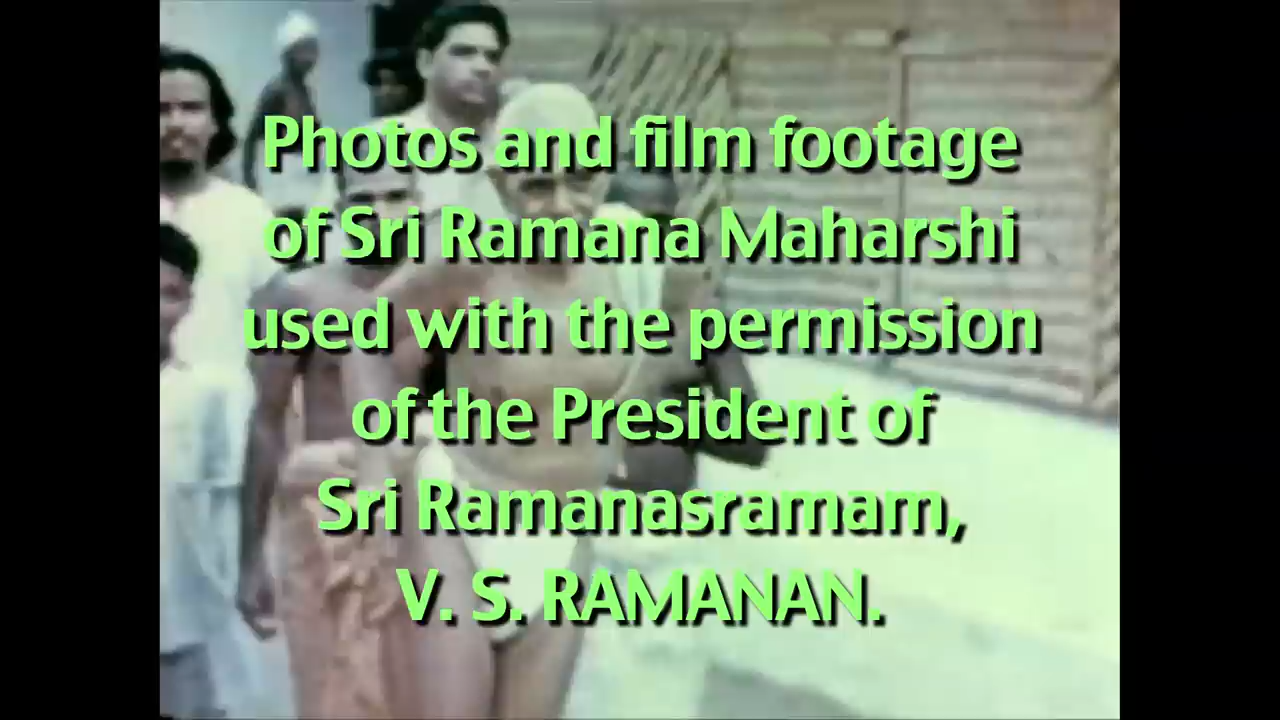 Photos and film footage
of Sri Ramana Maharshi
used with the permission
of the President of
Sri Ramanasramam,
V. S. RAMANAN.